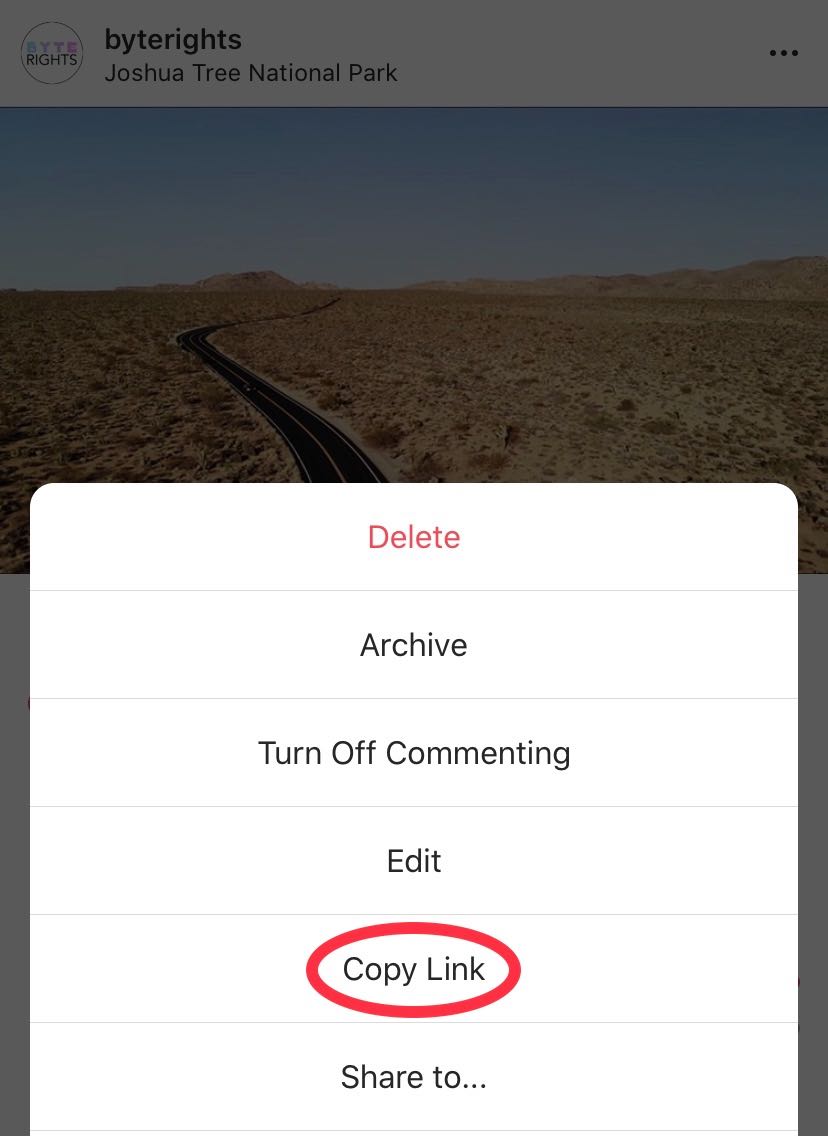 BYTE
RIGHTS
byterights
Joshua Tree National Park
Delete
Archive
Turn Off Commenting
Edit
Copy Link
Share to...